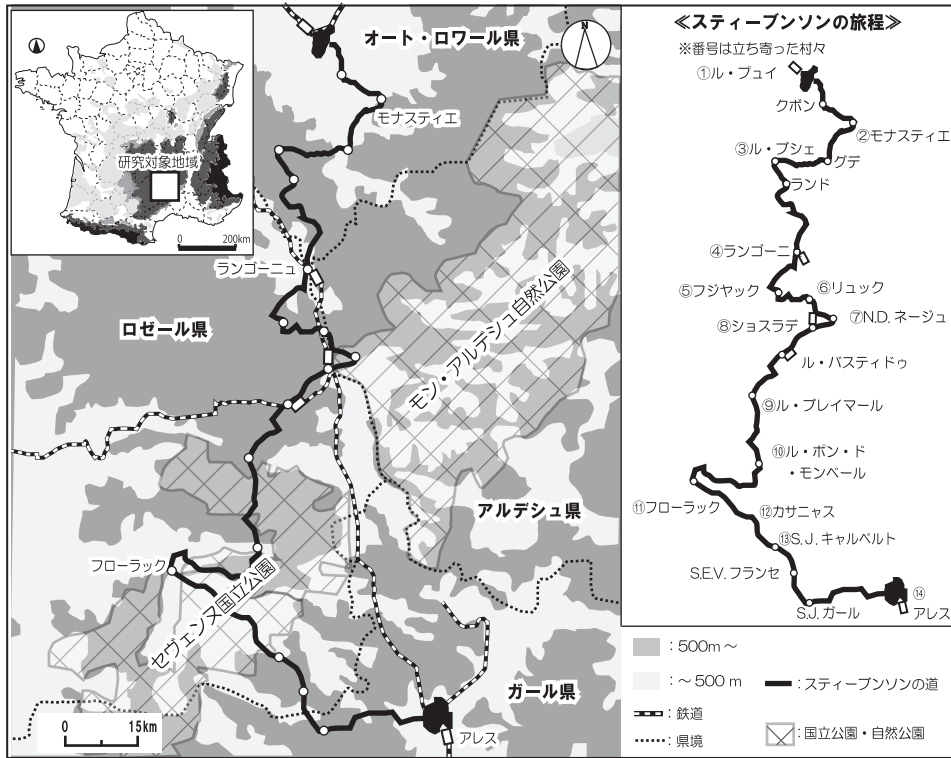 オート・ロワール県
N
モナスティエ
研究対象地域
0 200km
ランゴーニュ
ロゼール県
モン・アルデシュ自然公園
アルデシュ県
フローラック
セヴェンヌ国立公園
ガール県
0 15km
アレス
≪スティーブンソンの旅程≫
※番号は立ち寄った村々
①ル・プュイ
クボン
②モナスティエ
③ル・ブシェ
グデ
ランド
④ランゴーニ
⑤フジヤック
⑥リュック
⑦N.D. ネージュ
⑧ショスラデ
ル・バスティドゥ
⑨ル・ブレイマール
⑩ル・ポン・ド
・モンベール
⑪フローラック
⑫カサニャス
⑬S.J. キャルベルト
S.E.V. フランセ
S.J. ガール
⑭
アレス
：500m～
：～500 m
：スティーブンソンの道
：鉄道
：県境
：国立公園・自然公園